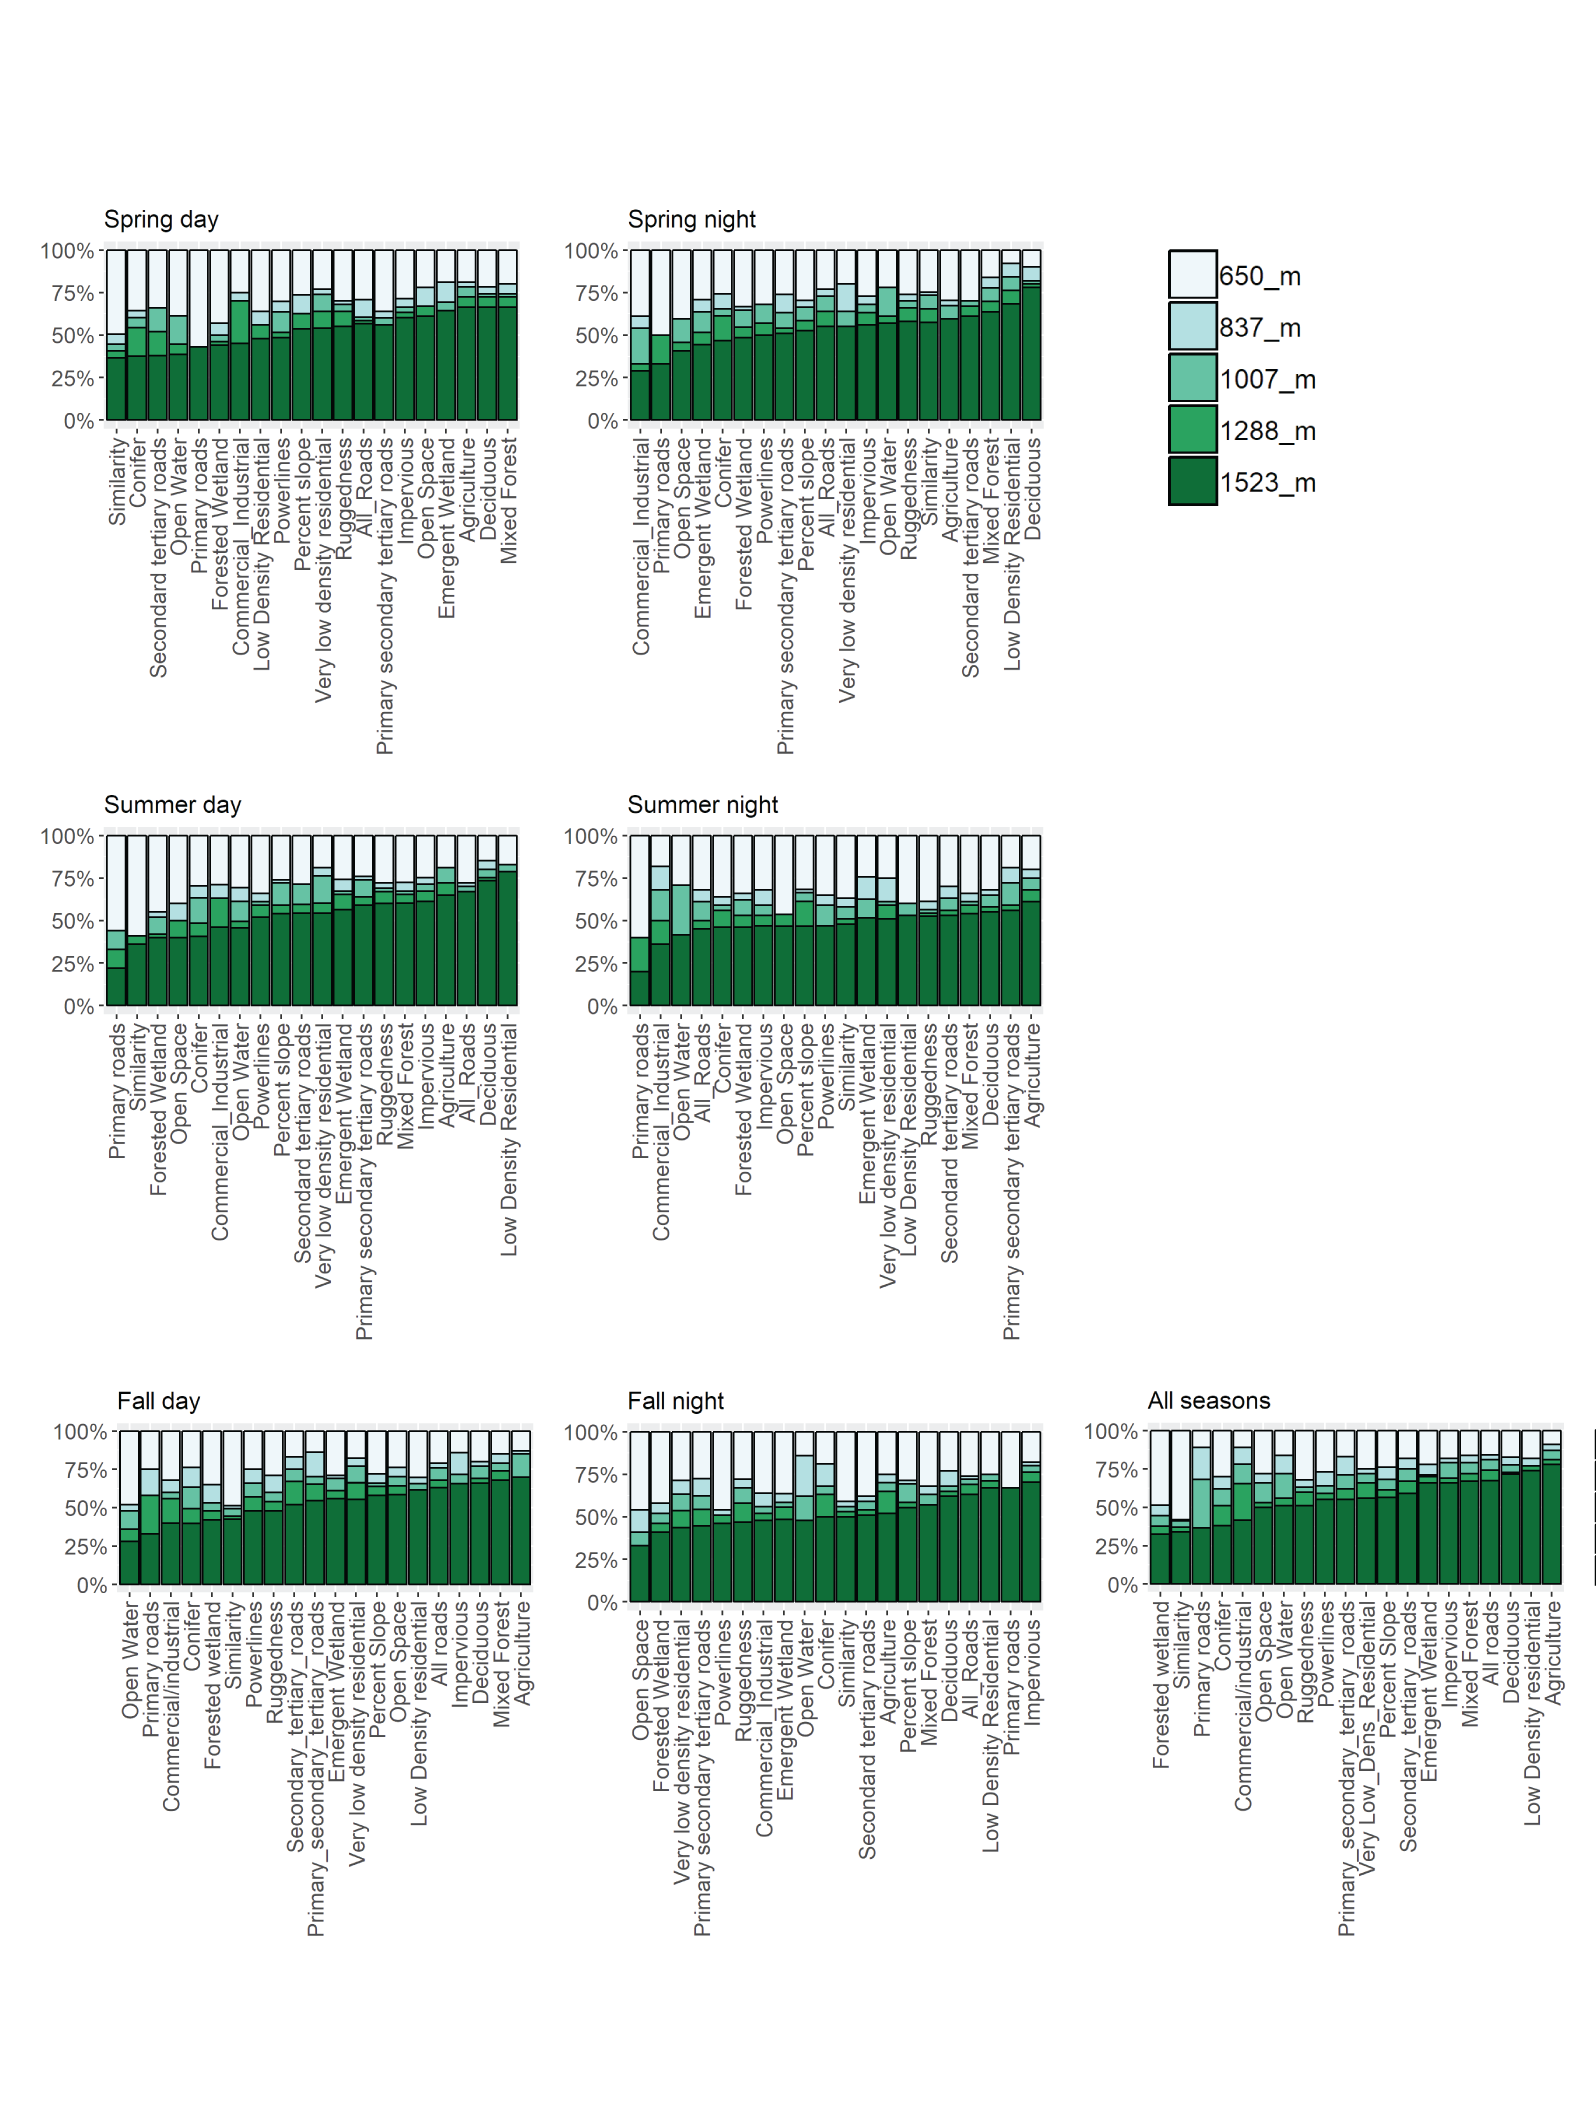 Spring day
100%
75%
50%
25%
0%
Similarity
Conifer
Secondard tertiary roads
Open Water
Primary roads
Forested Wetland
Commercial_Industrial
Low Density Residential
Powerlines
Percent slope
Very low density residential
Ruggedness
All_Roads
Primary secondary tertiary roads
Impervious
Open Space
Emergent Wetland
Agriculture
Deciduous
Mixed Forest
Spring night
100%
75%
50%
25%
0%
Commercial_Industrial
Primary roads
Open Space
Emergent Wetland
Conifer
Forested Wetland
Powerlines
Primary secondary tertiary roads
Percent slope
All_Roads
Very low density residential
Impervious
Open Water
Ruggedness
Similarity
Agriculture
Secondard tertiary roads
Mixed Forest
Low Density Residential
Deciduous
650_m
837_m
1007_m
1288_m
1523_m
Summer day
100%
75%
50%
25%
0%
Primary roads
Similarity
Forested Wetland
Open Space
Conifer
Commercial_Industrial
Open Water
Powerlines
Percent slope
Secondard tertiary roads
Very low density residential
Emergent Wetland
Primary secondary tertiary roads
Ruggedness
Mixed Forest
Impervious
Agriculture
All_Roads
Deciduous
Low Density Residential
Summer night
100%
75%
50%
25%
0%
Primary roads
Commercial_Industrial
Open Water
All_Roads
Conifer
Forested Wetland
Impervious
Open Space
Percent slope
Powerlines
Similarity
Emergent Wetland
Very low density residential
Low Density Residential
Ruggedness
Secondard tertiary roads
Mixed Forest
Deciduous
Primary secondary tertiary roads
Agriculture
Fall day
100%
75%
50%
25%
0%
Open Water
Primary roads
Commercial/industrial
Conifer
Forested wetland
Similarity
Powerlines
Ruggedness
Secondary_tertiary_roads
Primary_secondary_tertiary_roads
Emergent Wetland
Very low density residential
Percent Slope
Open Space
Low Density residential
All roads
Impervious
Deciduous
Mixed Forest
Agriculture
Fall night
100%
75%
50%
25%
0%
Open Space
Forested Wetland
Very low density residential
Primary secondary tertiary roads
Powerlines
Ruggedness
Commercial_Industrial
Emergent Wetland
Open Water
Conifer
Similarity
Secondard tertiary roads
Agriculture
Percent slope
Mixed Forest
Deciduous
All_Roads
Low Density_Residential
Primary roads
Impervious
All seasons
100%
75%
50%
25%
0%
Forested wetland
Similarity
Primary roads
Conifer
Commercial/industrial
Open Space
Open Water
Ruggedness
Powerlines
Primary_secondary_tertiary_roads
Very Low_Dens_Residential
Percent Slope
Secondary_tertiary_roads
Emergent Wetland
Impervious
Mixed Forest
All roads
Deciduous
Low Density residential
Agriculture